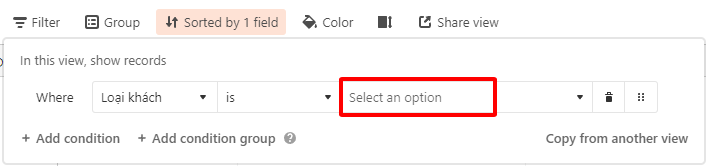 Filter Group Sorted by 1 field Color Share view
In this view, show records
Where Loại khách is Select an option
+ Add condition + Add condition group ? Copy from another view